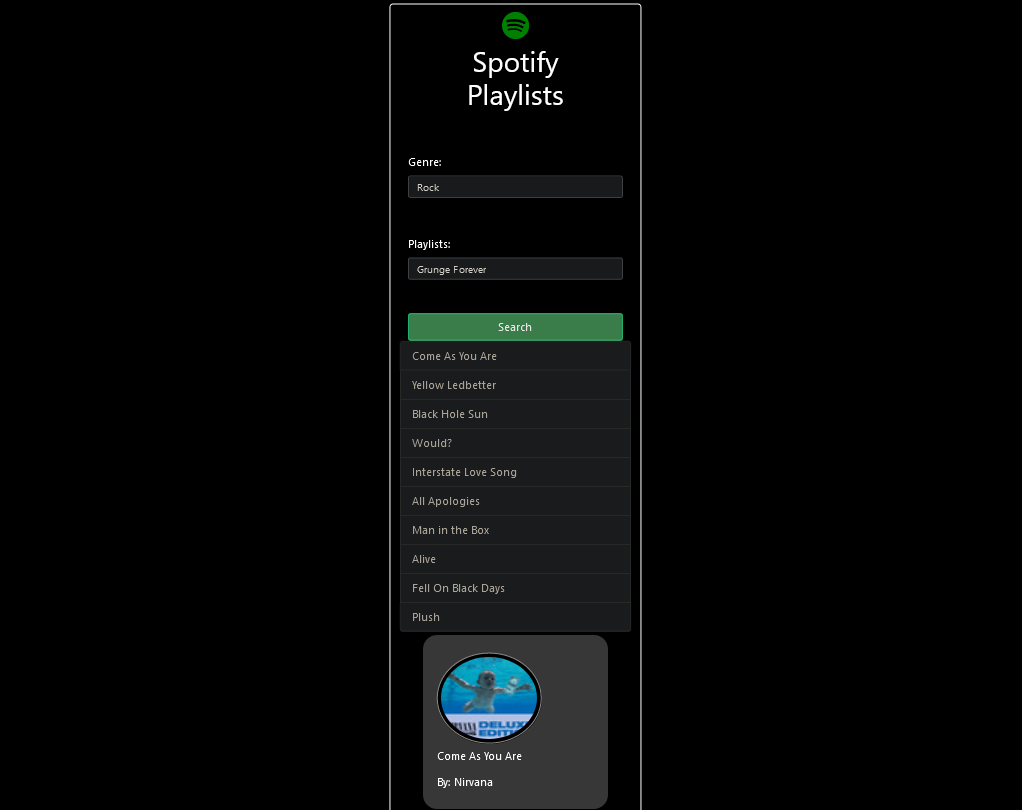 Spotify
Playlists
Genre:
Rock
Playlists:
Grunge Forever
Search
Come As You Are
Yellow Ledbetter
Black Hole Sun
Would?
Interstate Love Song
All Apologies
Man in the Box
Alive
Fell On Black Days
Plush
DELUXE
EDITI
Come As You Are
By: Nirvana